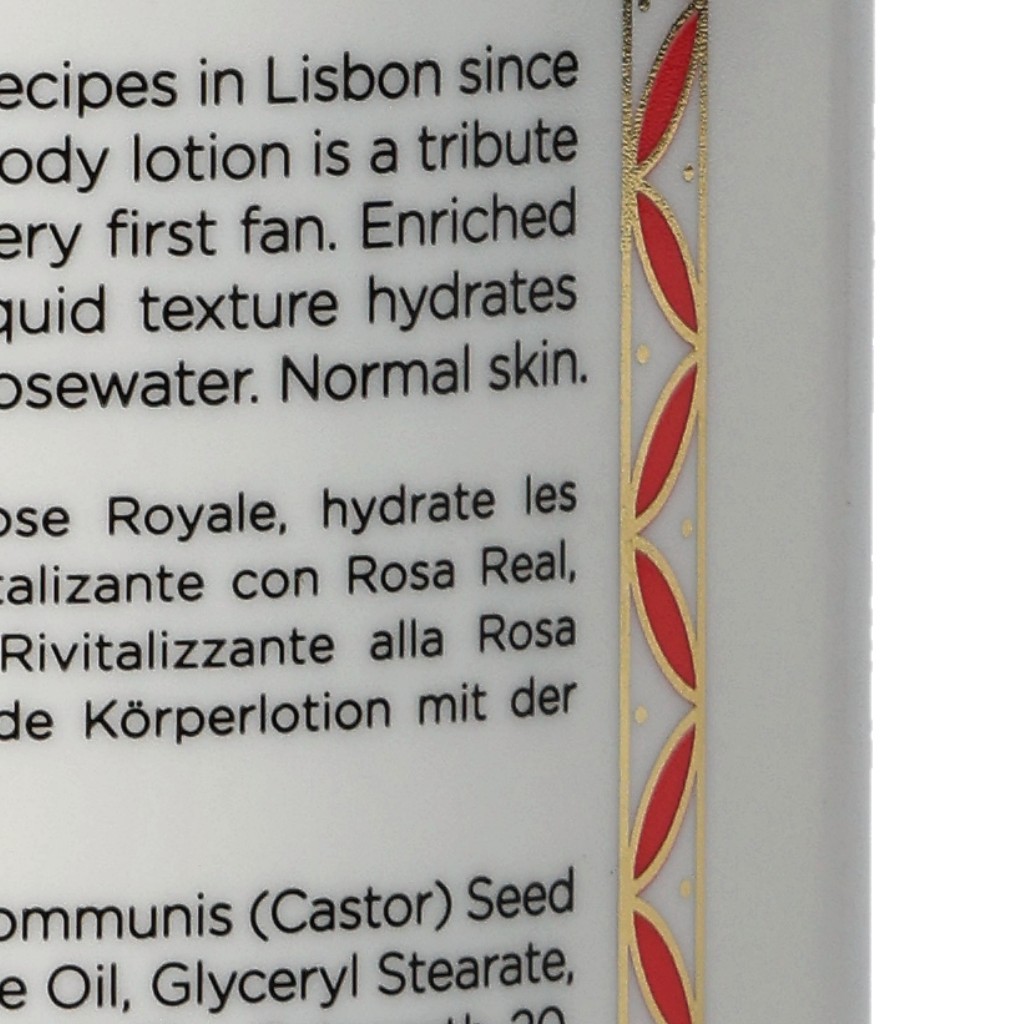 ecipes in Lisbon since
ody lotion is a tribute
ery first fan. Enriched
quid texture hydrates
osewater. Normal skin.
ose Royale, hydrate les
talizante con Rosa Real,
Rivitalizzante alla Rosa
de Körperlotion mit der
ommunis (Castor) Seed
e Oil, Glyceryl Stearate,